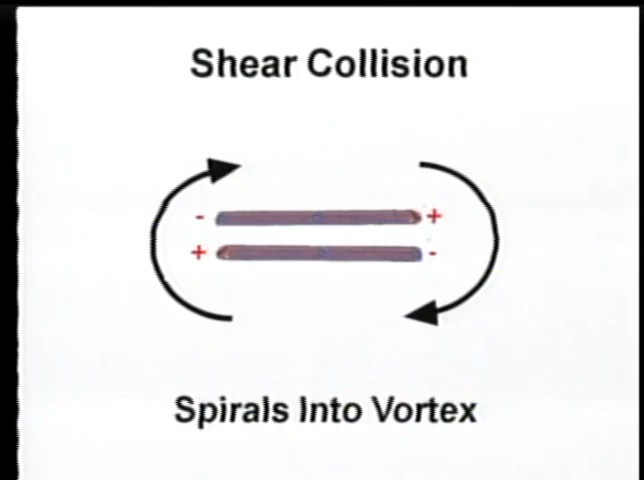 Shear Collision
- +
+ -
Spirals Into Vortex